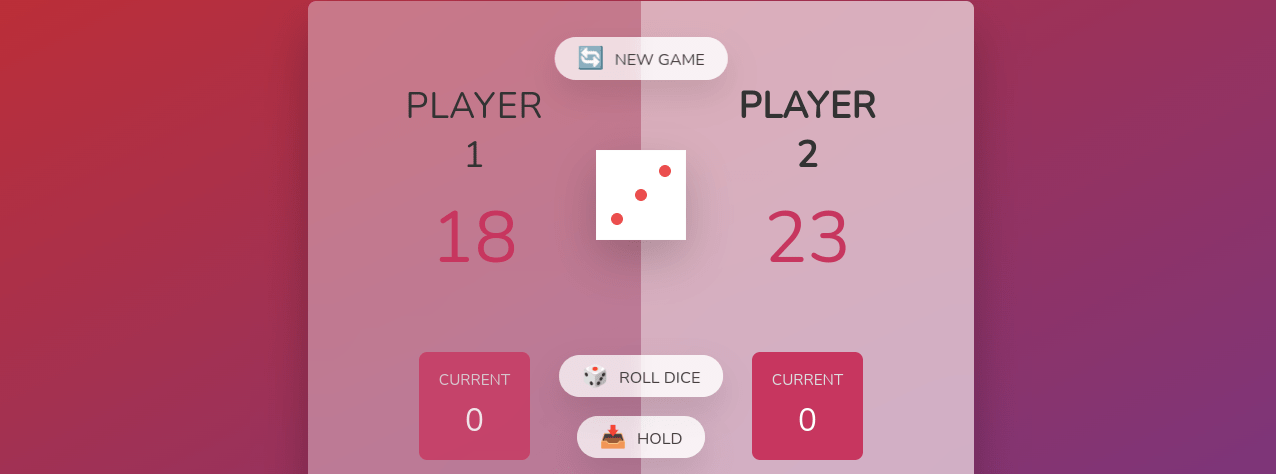 NEW GAME
PLAYER
1
18
PLAYER
2
23
CURRENT
0
ROLL DICE
HOLD
CURRENT
0